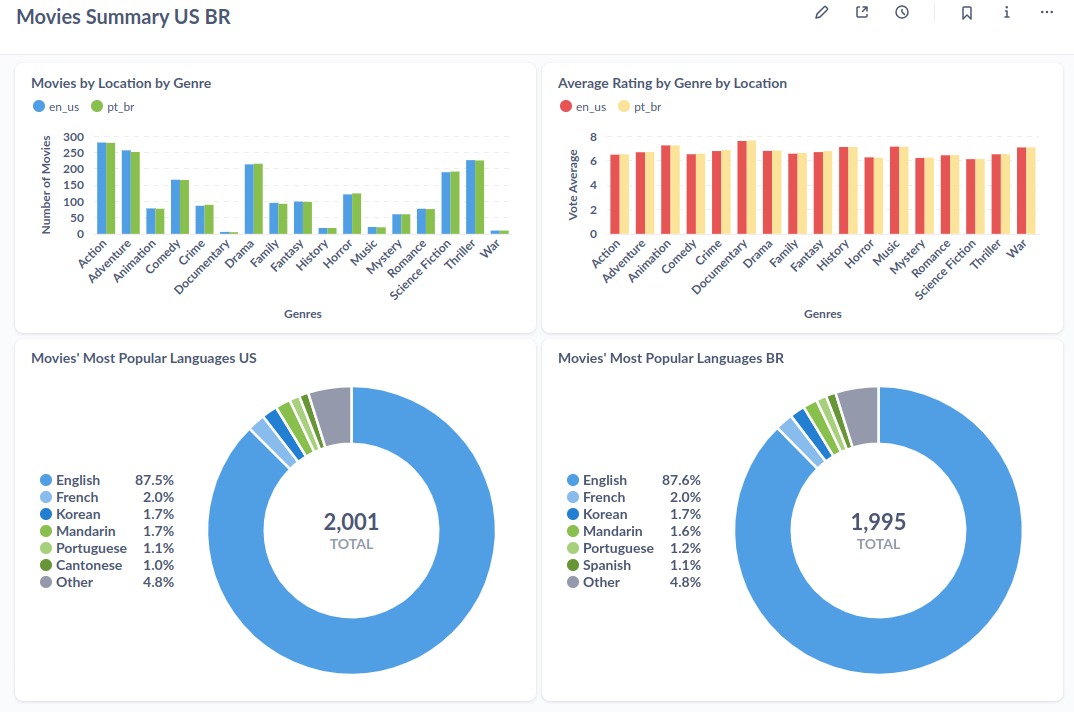 Movies Summary US BR
Movies by Location by Genre
en_us pt_br
Number of Movies
300
250
200
150
100
50
0
Action Adventure Animation Comedy Crime Documentary Drama Family Fantasy History Horror Music Mystery Romance Science Fiction Thriller War
Genres
Average Rating by Genre by Location
en_us pt_br
Vote Average
8
6
4
2
0
Action Adventure Animation Comedy Crime Documentary Drama Family Fantasy History Horror Music Mystery Romance Science Fiction Thriller War
Genres
Movies' Most Popular Languages US
English 87.5%
French 2.0%
Korean 1.7%
Mandarin 1.7%
Portuguese 1.1%
Cantonese 1.0%
Other 4.8%
2,001
TOTAL
Movies' Most Popular Languages BR
English 87.6%
French 2.0%
Korean 1.7%
Mandarin 1.6%
Portuguese 1.2%
Spanish 1.1%
Other 4.8%
1,995
TOTAL